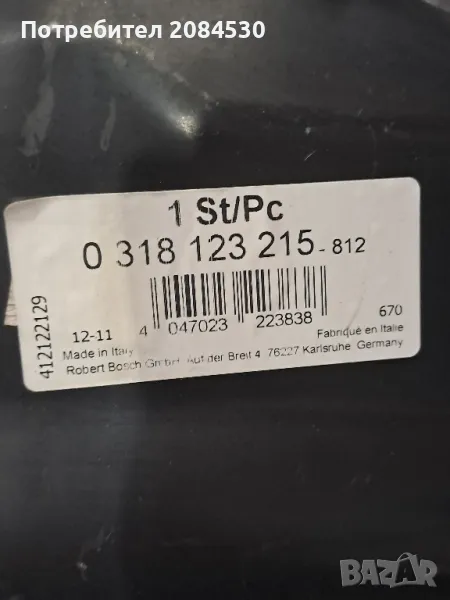 Потребител 2084530
1 St/Pc
0 318 123 215 - 812
412122129
12-11
4 047023 223838
670
Made in Italy
Fabriqué en Italie
Robert Bosch GmbH Auf der Breit 4 76227 Karlsruhe Germany
BAZAR